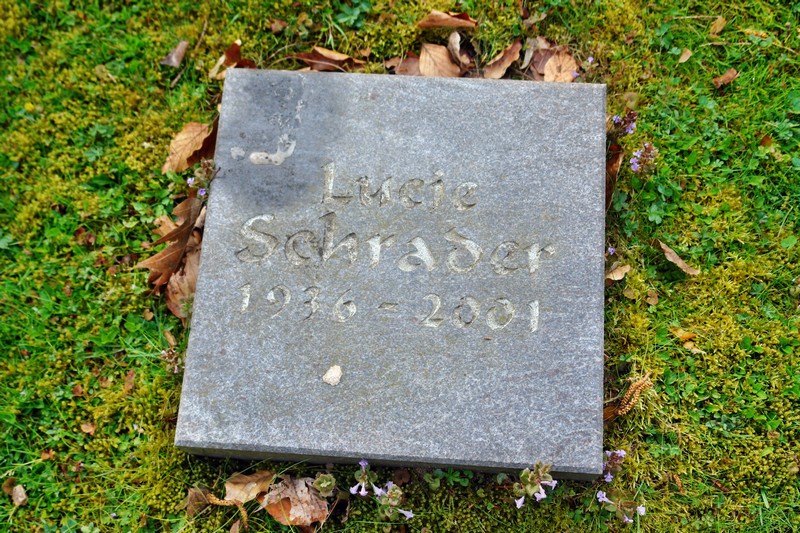 Lucie
Schrader
1936 - 2001